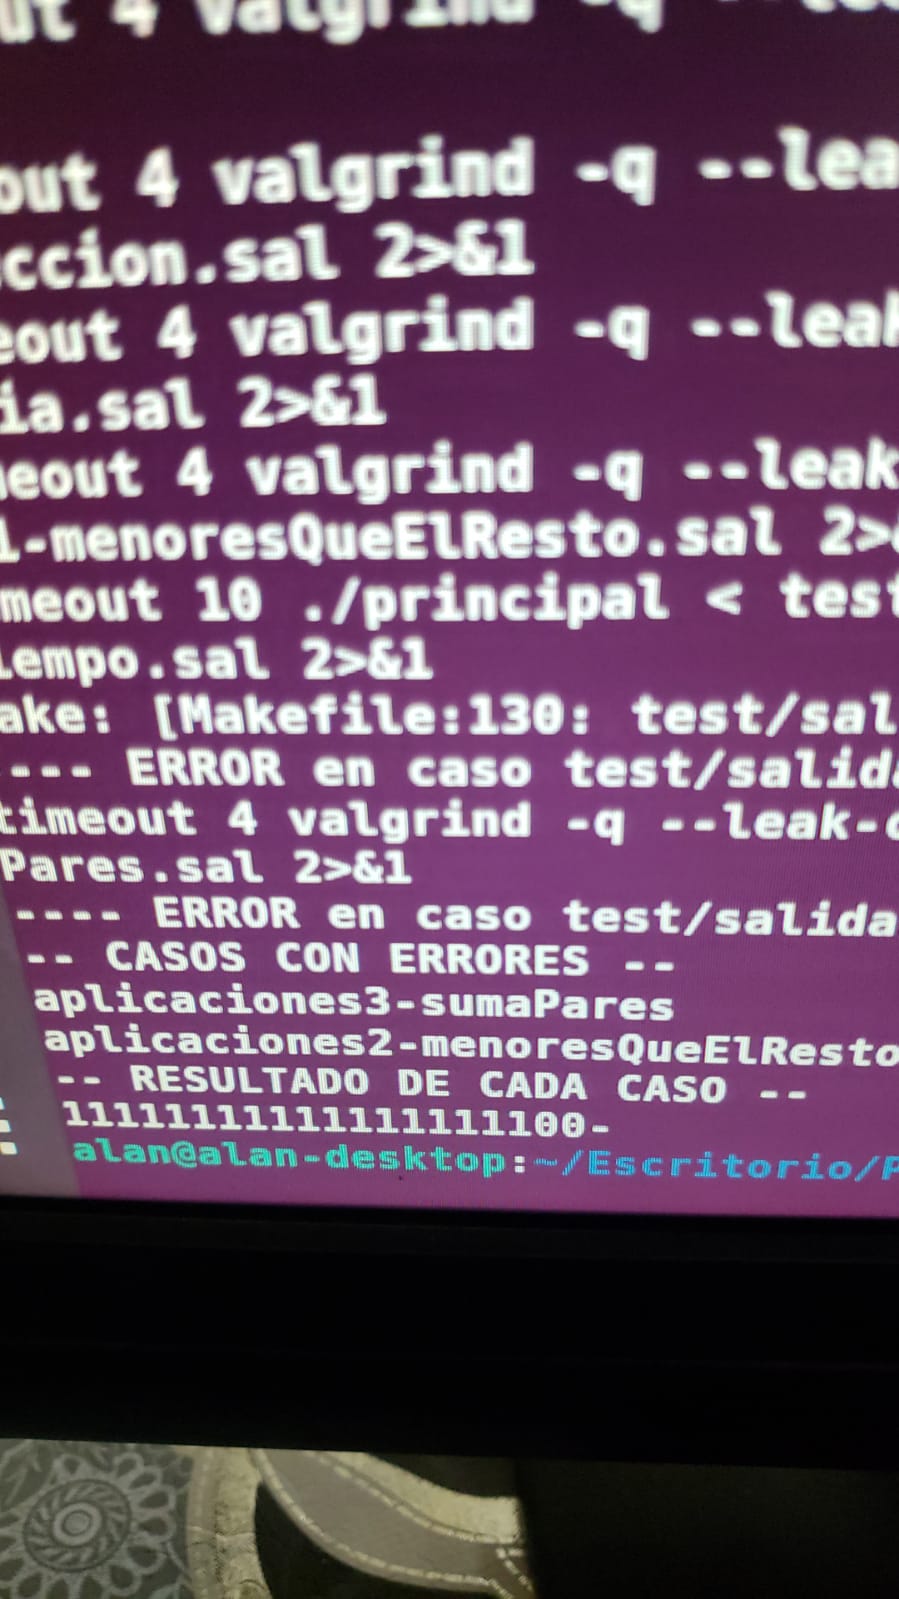 ut 4 valgrind -q --lea
out 4 valgrind -q --lea
ccion.sal 2>&1
eout 4 valgrind -q --leak
ia.sal 2>&1
meout 4 valgrind -q --leak
1-menoresQueElResto.sal 2>&
meout 10 ./principal < test
iempo.sal 2>&1
ake: [Makefile:130: test/sal
---- ERROR en caso test/salida
timeout 4 valgrind -q --leak-c
Pares.sal 2>&1
---- ERROR en caso test/salida
-- CASOS CON ERRORES --
aplicaciones3-sumaPares
aplicaciones2-menoresQueElResto
-- RESULTADO DE CADA CASO --
alan@alan-desktop:~/Escritorio/P